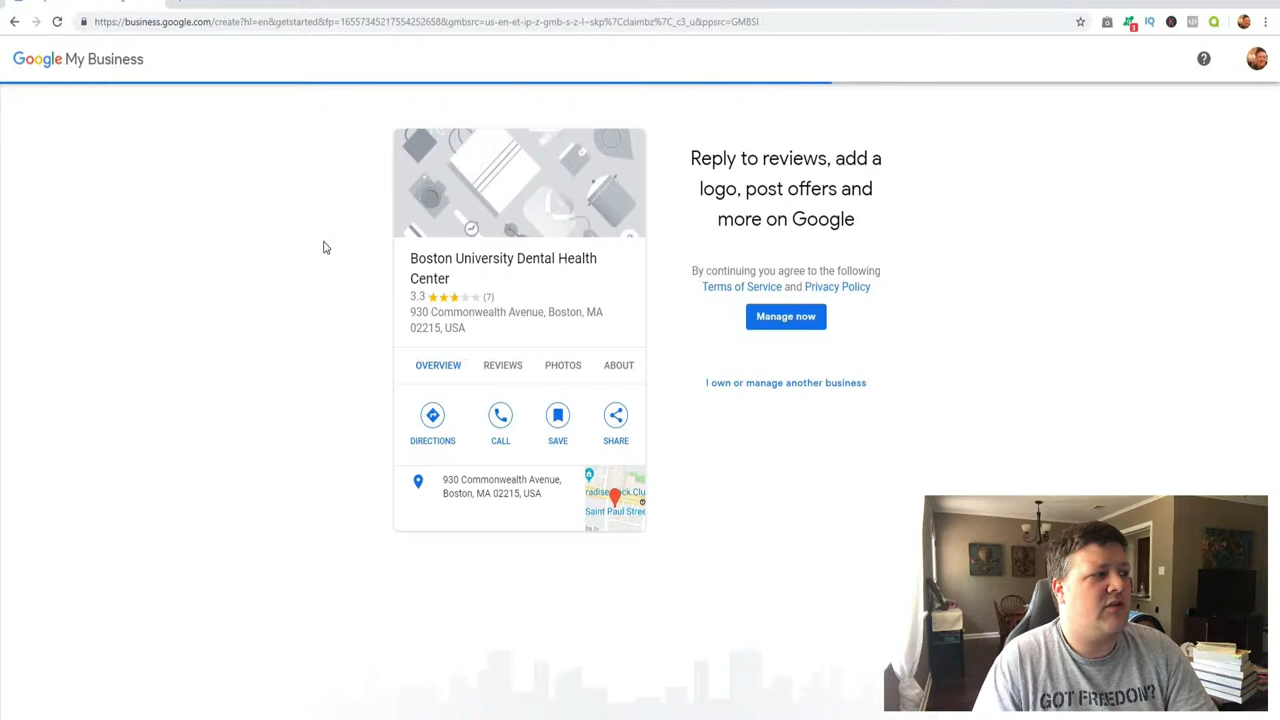 https://business.google.com/create?hl=en&getstarted&fp=16557345217554252658&gmbsrc=us-en-et-ip-z-gmb-s-z-l~skp%7Cclaimbz%7C_c3_u&ppsrc=GMBSI
Google My Business
Boston University Dental Health
Center
3.3 (7)
930 Commonwealth Avenue, Boston, MA
02215, USA
OVERVIEW REVIEWS PHOTOS ABOUT
DIRECTIONS CALL SAVE SHARE
930 Commonwealth Avenue,
Boston, MA 02215, USA
radise Rock Clu
Saint Paul Stree
Reply to reviews, add a
logo, post offers and
more on Google
By continuing you agree to the following
Terms of Service and Privacy Policy
Manage now
I own or manage another business
GOT FREEDOM?